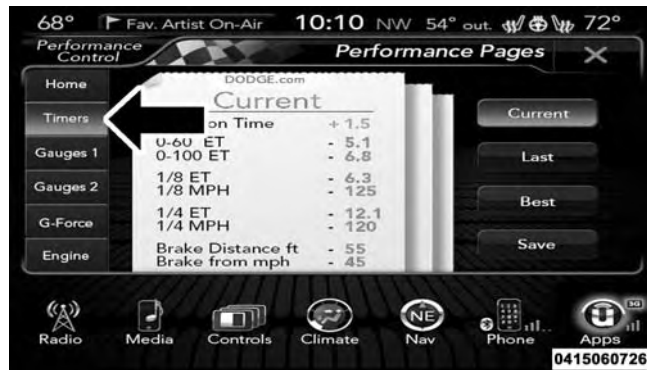 68° Fav. Artist On-Air 10:10 NW 54° out. 72°
Performance Control
Performance Pages
Home
Timers
Gauges 1
Gauges 2
G-Force
Engine
DODGE.com
Current
on Time + 1.5
0-60 ET - 5.1
0-100 ET - 6.8
1/8 ET - 6.3
1/8 MPH - 125
1/4 ET - 12.1
1/4 MPH - 120
Brake Distance ft - 55
Brake from mph - 45
Current
Last
Best
Save
Radio
Media
Controls
Climate
NE
Nav
Phone
3G
Apps
0415060726